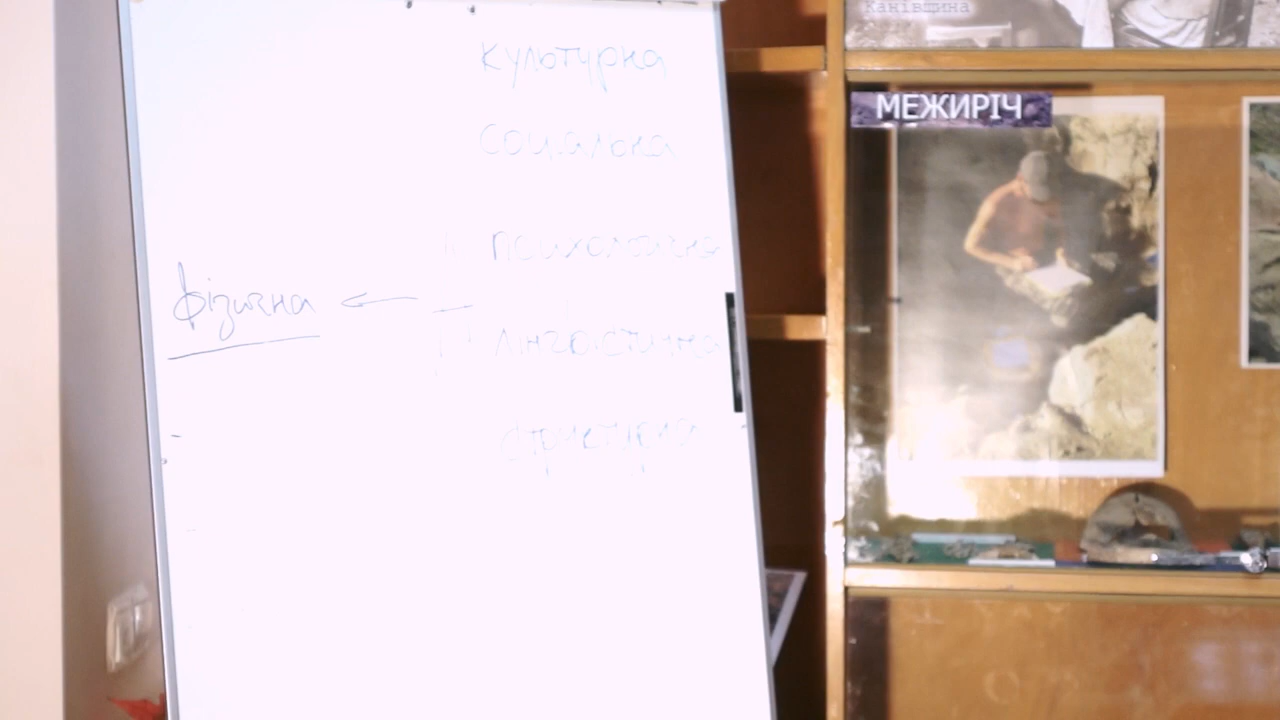 культурна
соціальна
психологічна
фізична ←
лінгвістична
структурна
Канівщина
МЕЖИРІЧ